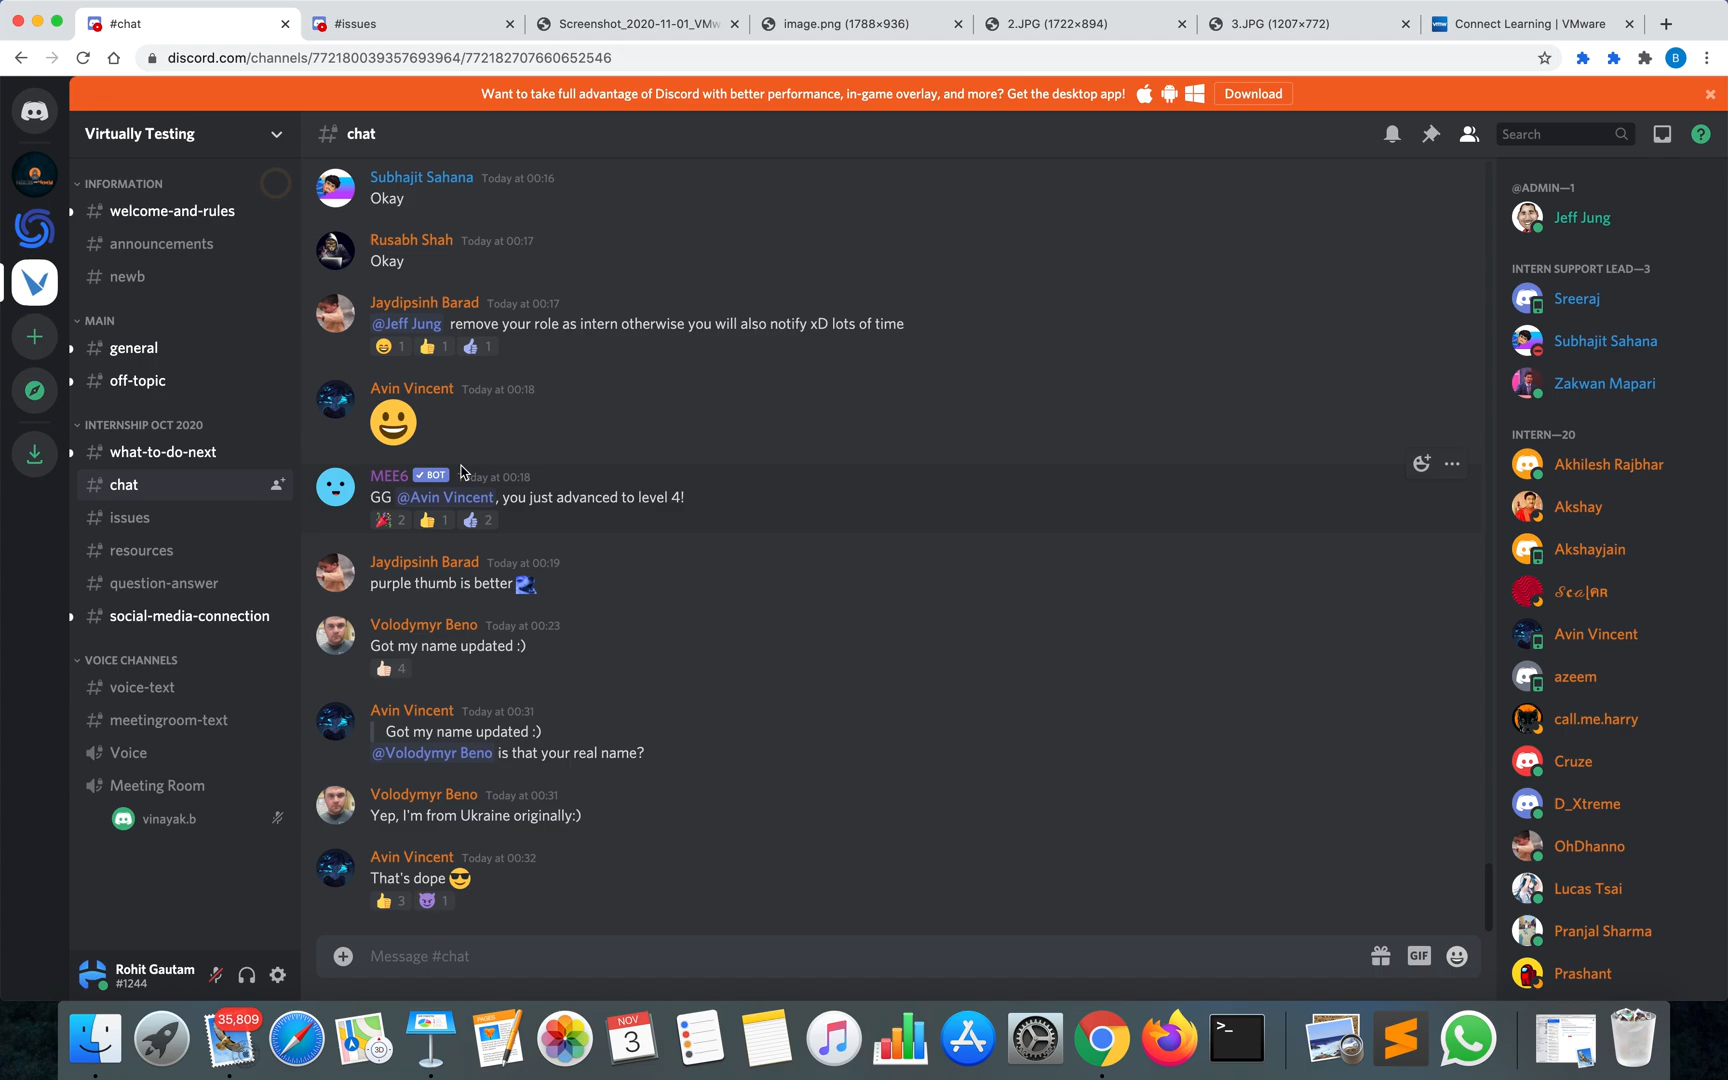 #chat
#issues
Screenshot_2020-11-01_VMw
image.png (1788×936)
2.JPG (1722×894)
3.JPG (1207×772)
Connect Learning | VMware
discord.com/channels/772180039357693964/772182707660652546
B
Want to take full advantage of Discord with better performance, in-game overlay, and more? Get the desktop app!
Download
Virtually Testing
chat
Search
INFORMATION
welcome-and-rules
announcements
newb
MAIN
general
off-topic
INTERNSHIP OCT 2020
what-to-do-next
chat
issues
resources
question-answer
social-media-connection
VOICE CHANNELS
voice-text
meetingroom-text
Voice
Meeting Room
vinayak.b
Rohit Gautam
#1244
Subhajit Sahana Today at 00:16
Okay
Rusabh Shah Today at 00:17
Okay
Jaydipsinh Barad Today at 00:17
@Jeff Jung remove your role as intern otherwise you will also notify xD lots of time
😄 1 👍 1 👍 1
Avin Vincent Today at 00:18
😃
MEE6 ✓ BOT day at 00:18
GG @Avin Vincent, you just advanced to level 4!
🎉 2 👍 1 👍 2
Jaydipsinh Barad Today at 00:19
purple thumb is better
Volodymyr Beno Today at 00:23
Got my name updated :)
👍🏻 4
Avin Vincent Today at 00:31
Got my name updated :)
@Volodymyr Beno is that your real name?
Volodymyr Beno Today at 00:31
Yep, I'm from Ukraine originally:)
Avin Vincent Today at 00:32
That's dope 😎
👍 3 😈 1
Message #chat
GIF
@ADMIN—1
Jeff Jung
INTERN SUPPORT LEAD—3
Sreeraj
Subhajit Sahana
Zakwan Mapari
INTERN—20
Akhilesh Rajbhar
Akshay
Akshayjain
Avin Vincent
azeem
call.me.harry
Cruze
D_Xtreme
OhDhanno
Lucas Tsai
Pranjal Sharma
Prashant
35,809
3D
PAGES
NOV
3